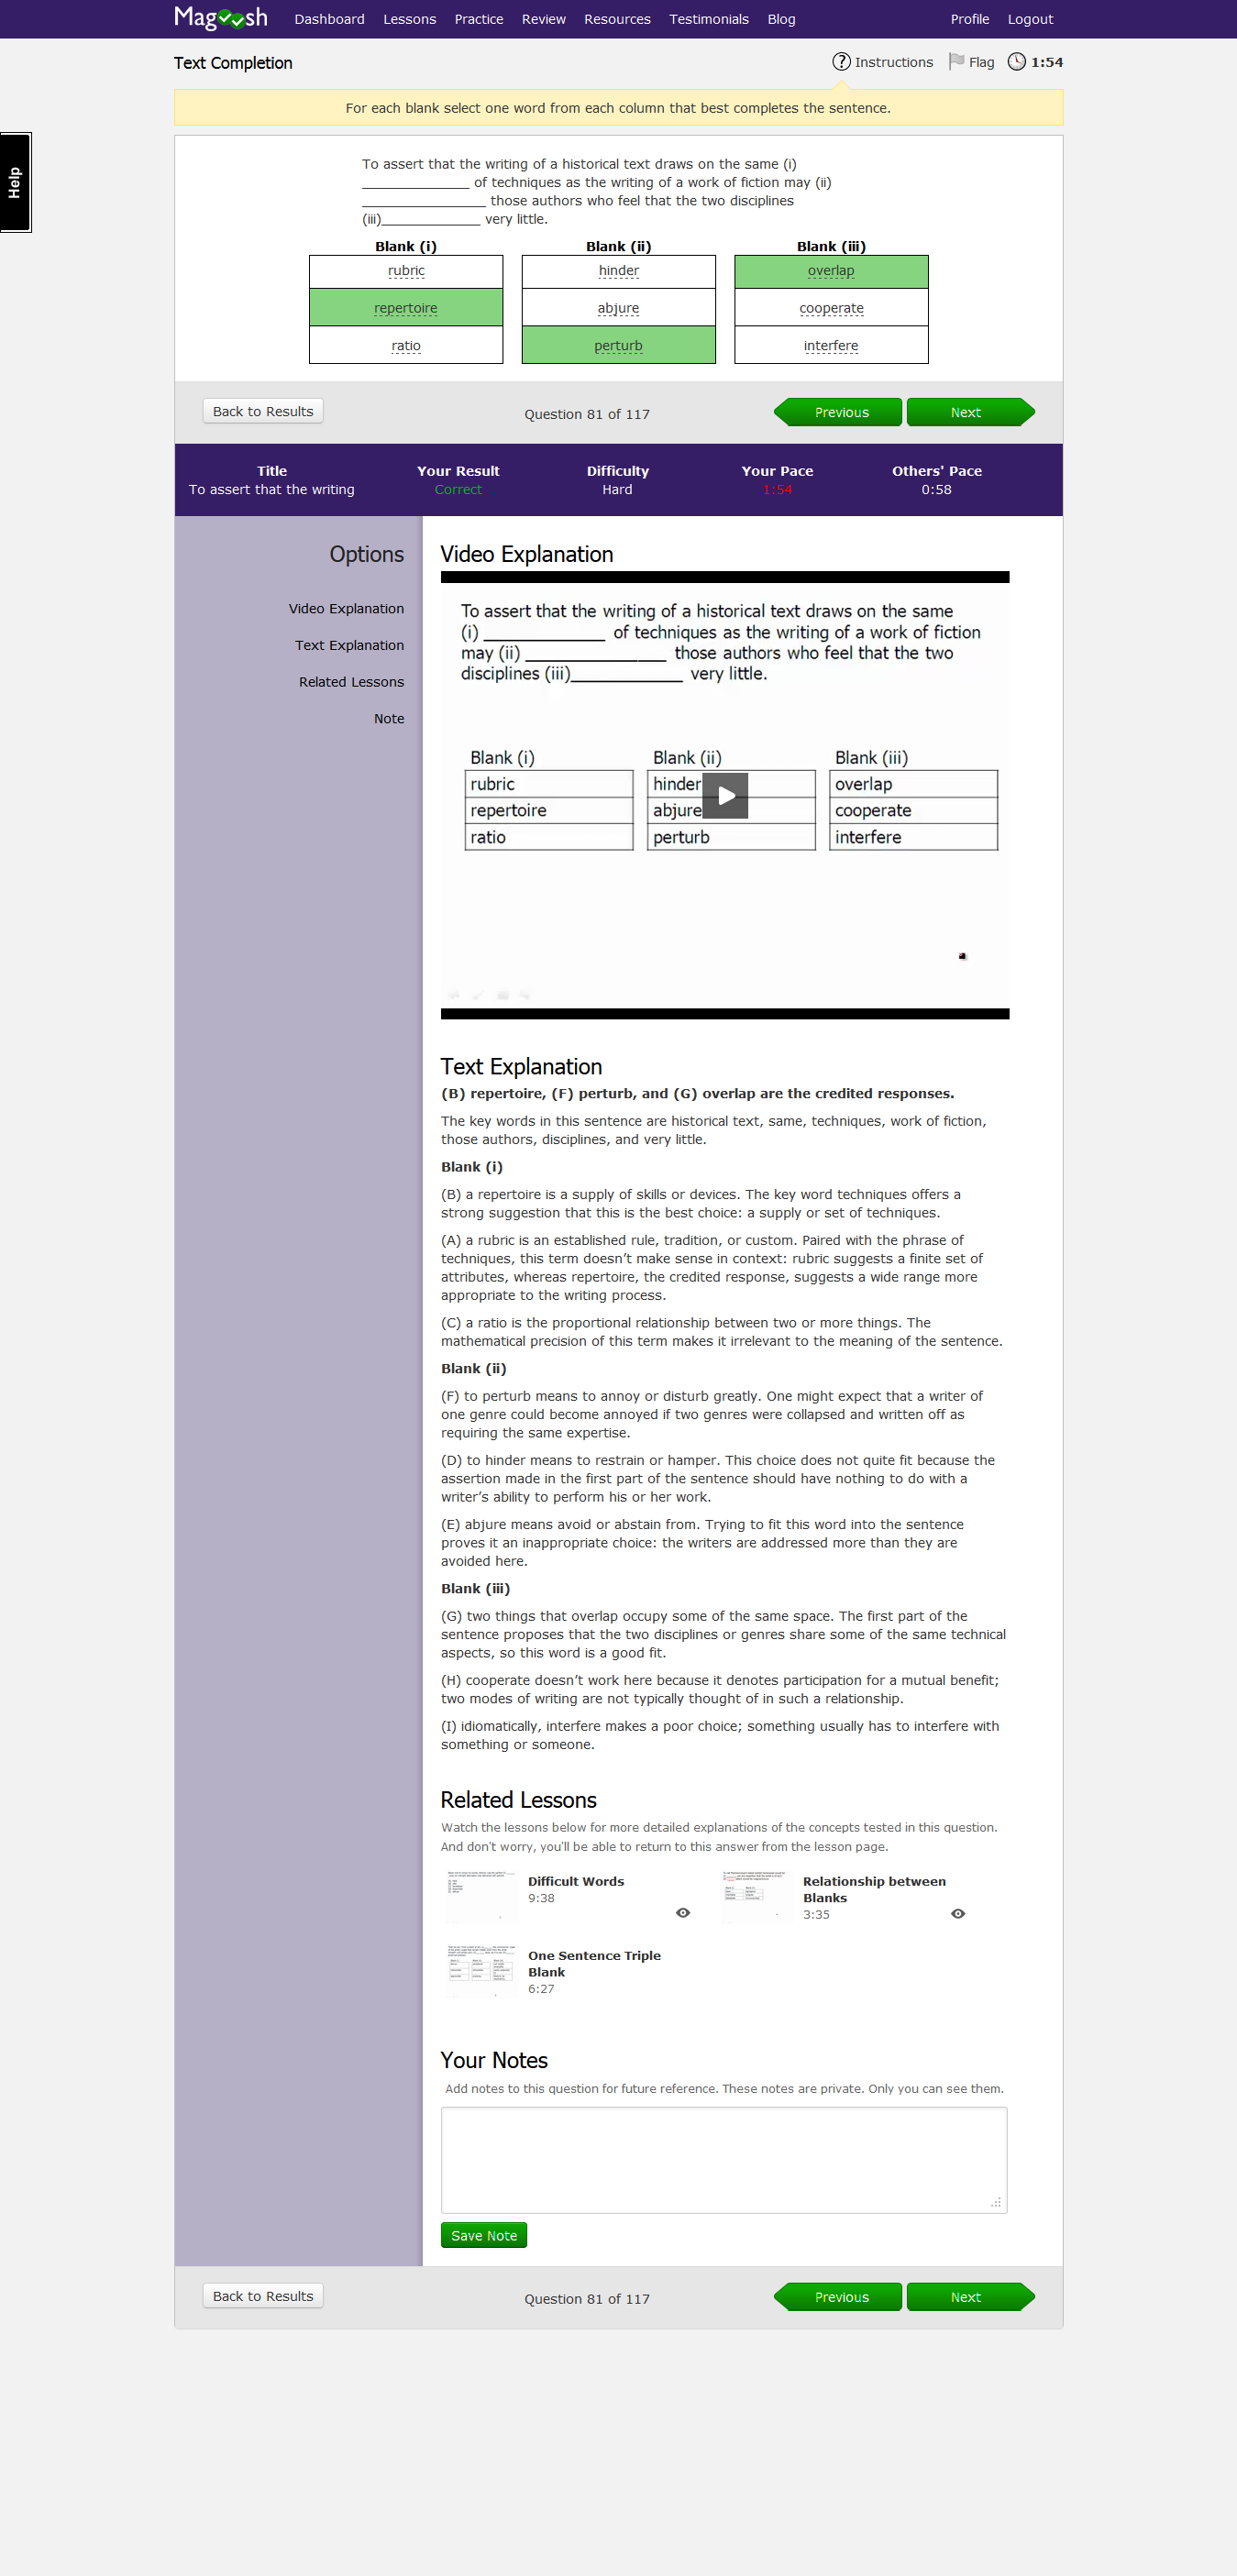 Magoosh Dashboard Lessons Practice Review Resources Testimonials Blog Profile Logout
Text Completion
? Instructions Flag 1:54
For each blank select one word from each column that best completes the sentence.
Help
To assert that the writing of a historical text draws on the same (i)
_____________ of techniques as the writing of a work of fiction may (ii)
_______________ those authors who feel that the two disciplines
(iii)____________ very little.
Blank (i) Blank (ii) Blank (iii)
rubric hinder overlap
repertoire abjure cooperate
ratio perturb interfere
Back to Results Question 81 of 117 Previous Next
Title Your Result Difficulty Your Pace Others' Pace
To assert that the writing Correct Hard 1:54 0:58
Options
Video Explanation
Text Explanation
Related Lessons
Note
Video Explanation
To assert that the writing of a historical text draws on the same
(i) _____________ of techniques as the writing of a work of fiction
may (ii) _______________ those authors who feel that the two
disciplines (iii)____________ very little.
Blank (i) Blank (ii) Blank (iii)
rubric hinder overlap
repertoire abjure cooperate
ratio perturb interfere
Text Explanation
(B) repertoire, (F) perturb, and (G) overlap are the credited responses.
The key words in this sentence are historical text, same, techniques, work of fiction,
those authors, disciplines, and very little.
Blank (i)
(B) a repertoire is a supply of skills or devices. The key word techniques offers a
strong suggestion that this is the best choice: a supply or set of techniques.
(A) a rubric is an established rule, tradition, or custom. Paired with the phrase of
techniques, this term doesn’t make sense in context: rubric suggests a finite set of
attributes, whereas repertoire, the credited response, suggests a wide range more
appropriate to the writing process.
(C) a ratio is the proportional relationship between two or more things. The
mathematical precision of this term makes it irrelevant to the meaning of the sentence.
Blank (ii)
(F) to perturb means to annoy or disturb greatly. One might expect that a writer of
one genre could become annoyed if two genres were collapsed and written off as
requiring the same expertise.
(D) to hinder means to restrain or hamper. This choice does not quite fit because the
assertion made in the first part of the sentence should have nothing to do with a
writer’s ability to perform his or her work.
(E) abjure means avoid or abstain from. Trying to fit this word into the sentence
proves it an inappropriate choice: the writers are addressed more than they are
avoided here.
Blank (iii)
(G) two things that overlap occupy some of the same space. The first part of the
sentence proposes that the two disciplines or genres share some of the same technical
aspects, so this word is a good fit.
(H) cooperate doesn’t work here because it denotes participation for a mutual benefit;
two modes of writing are not typically thought of in such a relationship.
(I) idiomatically, interfere makes a poor choice; something usually has to interfere with
something or someone.
Related Lessons
Watch the lessons below for more detailed explanations of the concepts tested in this question.
And don't worry, you'll be able to return to this answer from the lesson page.
Difficult Words
9:38
Relationship between
Blanks
3:35
One Sentence Triple
Blank
6:27
Your Notes
Add notes to this question for future reference. These notes are private. Only you can see them.
Save Note
Back to Results Question 81 of 117 Previous Next